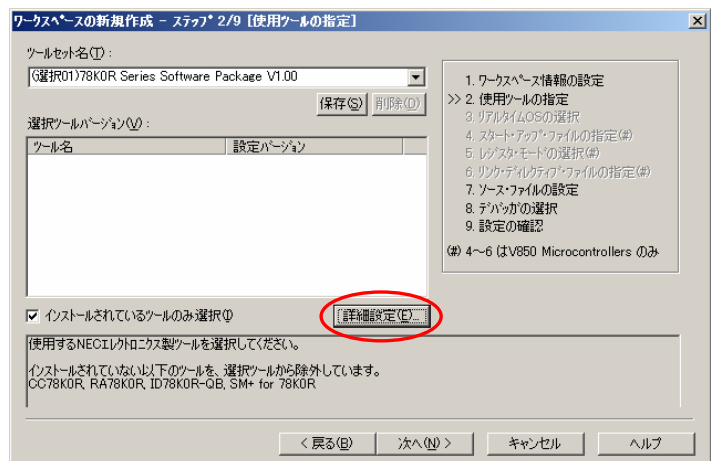 ワークスペースの新規作成 - ステップ 2/9 [使用ツールの指定]
ツールセット名(T) :
(選択01)78K0R Series Software Package V1.00
保存(S) 削除(D)
選択ツールバージョン(V) :
ツール名 設定バージョン
インストールされているツールのみ選択(I)
詳細設定(E)...
使用するNECエレクトロニクス製ツールを選択してください。
インストールされていない以下のツールを、選択ツールから除外しています。
CC78K0R, RA78K0R, ID78K0R-QB, SM+ for 78K0R
1. ワークスペース情報の設定
>> 2. 使用ツールの指定
3. リアルタイムOSの選択
4. スタート・アップ・ファイルの指定(#)
5. レジスタ・モードの選択(#)
6. リンク・ディレクティブ・ファイルの指定(#)
7. ソース・ファイルの設定
8. デバッガの選択
9. 設定の確認
(#) 4～6 はV850 Microcontrollers のみ
< 戻る(B) 次へ(N) > キャンセル ヘルプ